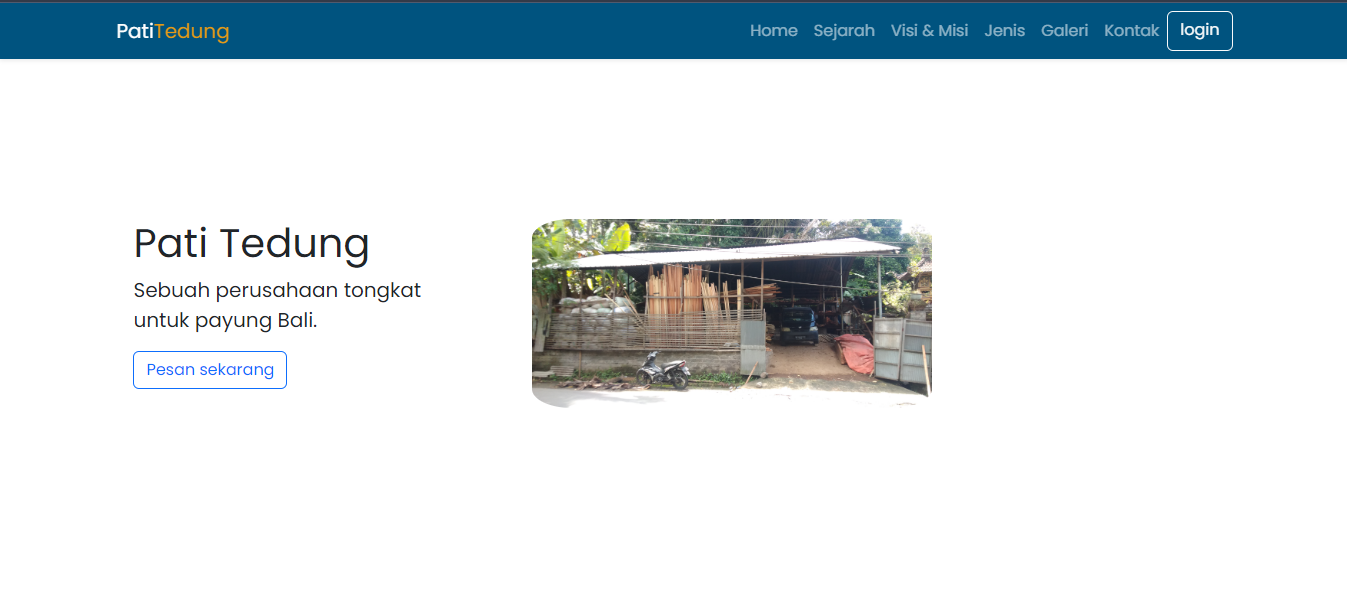 PatiTedung
Home Sejarah Visi & Misi Jenis Galeri Kontak login
Pati Tedung
Sebuah perusahaan tongkat
untuk payung Bali.
Pesan sekarang